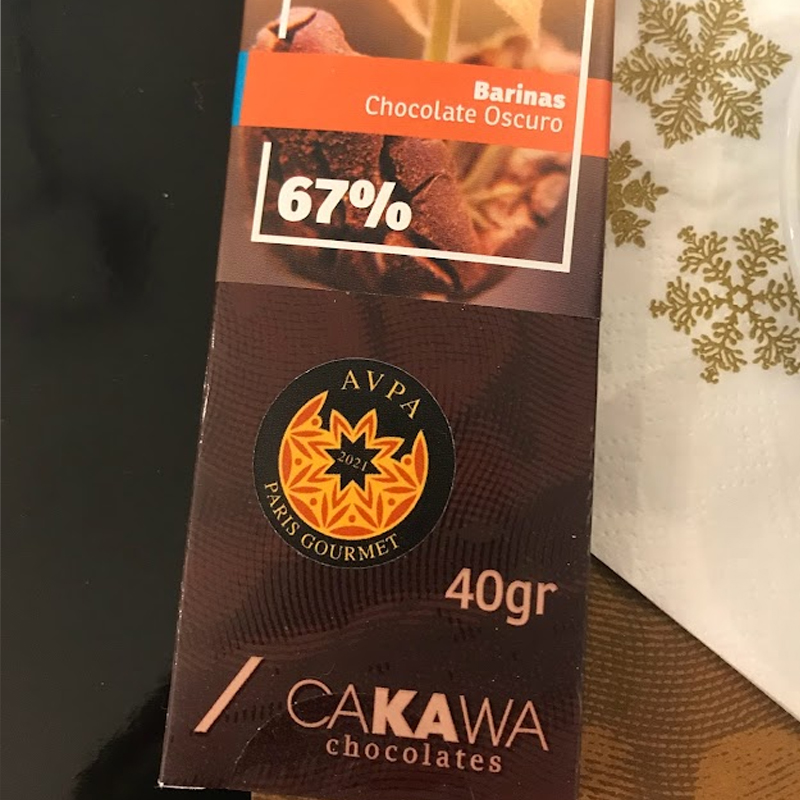 Barinas
Chocolate Oscuro
67%
AVPA
2021
PARIS GOURMET
40gr
CAKAWA
chocolates